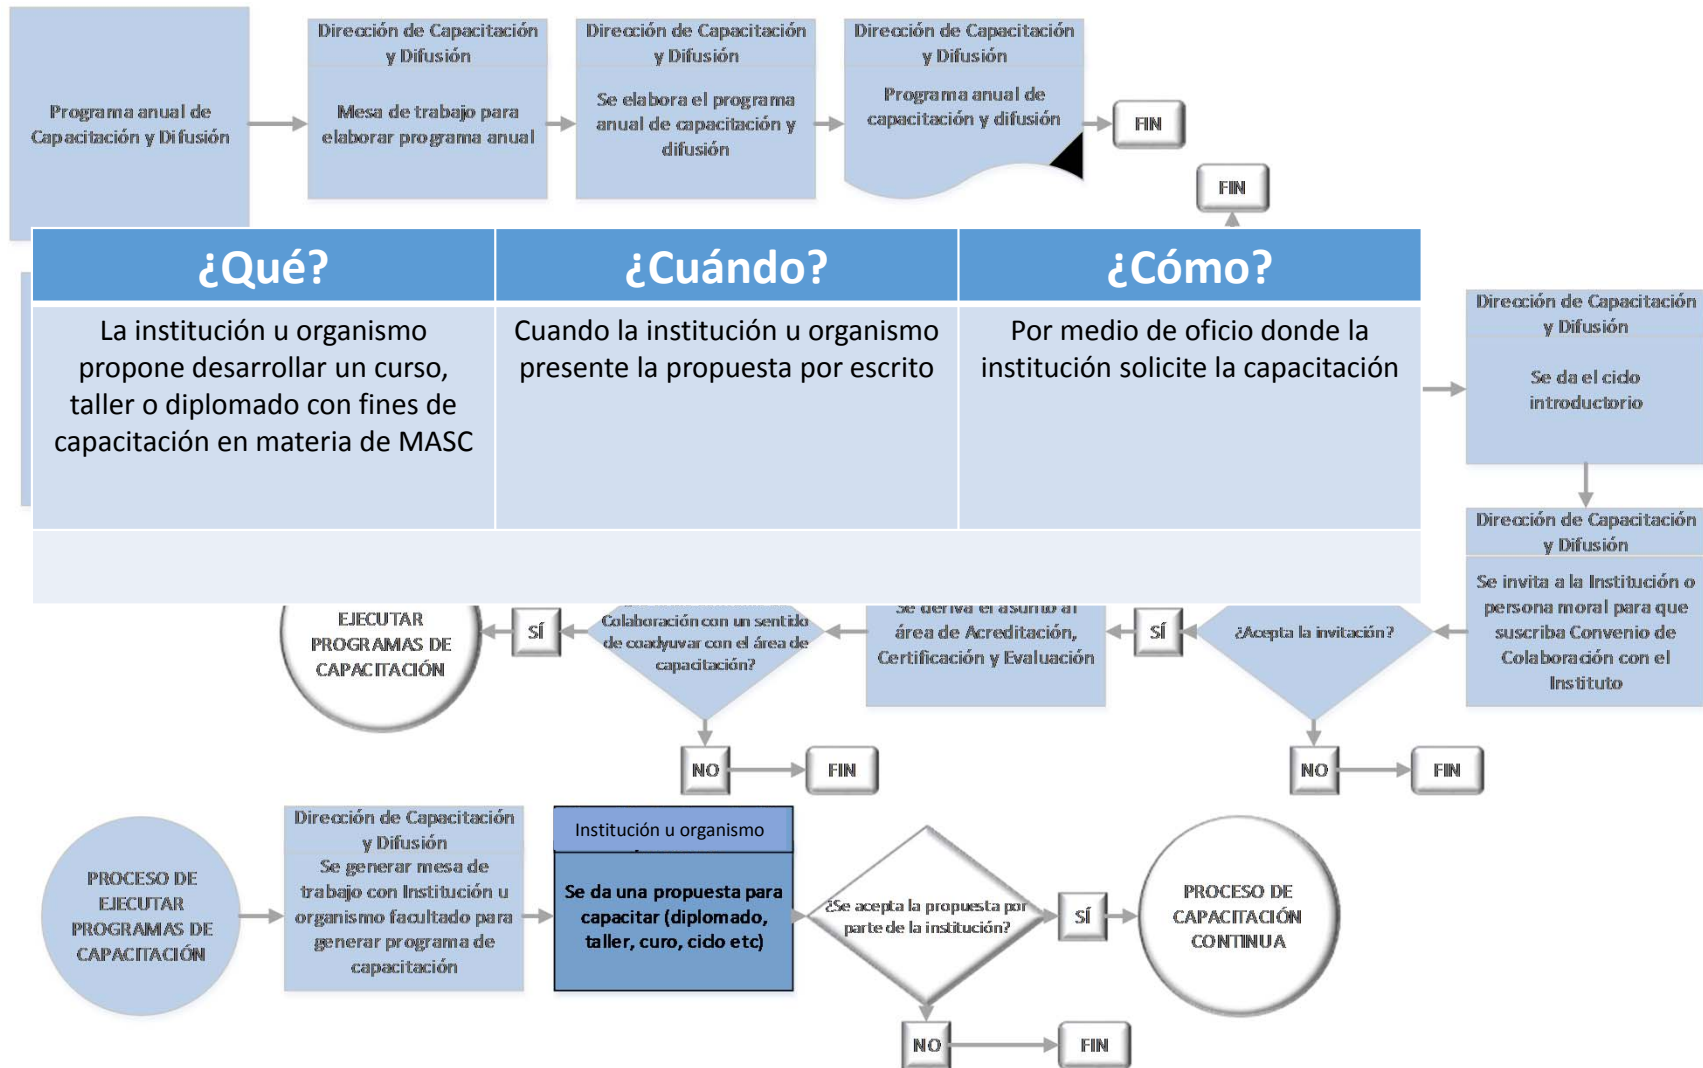 Programa anual de
Capacitación y Difusión
Dirección de Capacitación
y Difusión
Mesa de trabajo para
elaborar programa anual
Dirección de Capacitación
y Difusión
Se elabora el programa
anual de capacitación y
difusión
Dirección de Capacitación
y Difusión
Programa anual de
capacitación y difusión
FIN
FIN
¿Qué?
¿Cuándo?
¿Cómo?
La institución u organismo
propone desarrollar un curso,
taller o diplomado con fines de
capacitación en materia de MASC
Cuando la institución u organismo
presente la propuesta por escrito
Por medio de oficio donde la
institución solicite la capacitación
Dirección de Capacitación
y Difusión
Se da el ciclo
introductorio
Dirección de Capacitación
y Difusión
Se invita a la Institución o
persona moral para que
suscriba Convenio de
Colaboración con el
Instituto
¿Acepta la invitación?
SÍ
Se deriva el asunto al
área de Acreditación,
Certificación y Evaluación
Colaboración con un sentido
de coadyuvar con el área de
capacitación?
SÍ
EJECUTAR
PROGRAMAS DE
CAPACITACIÓN
NO
FIN
NO
FIN
PROCESO DE
EJECUTAR
PROGRAMAS DE
CAPACITACIÓN
Dirección de Capacitación
y Difusión
Se generar mesa de
trabajo con Institución u
organismo facultado para
generar programa de
capacitación
Institución u organismo
Se da una propuesta para
capacitar (diplomado,
taller, curo, ciclo etc)
¿Se acepta la propuesta por
parte de la institución?
SÍ
PROCESO DE
CAPACITACIÓN
CONTINUA
NO
FIN